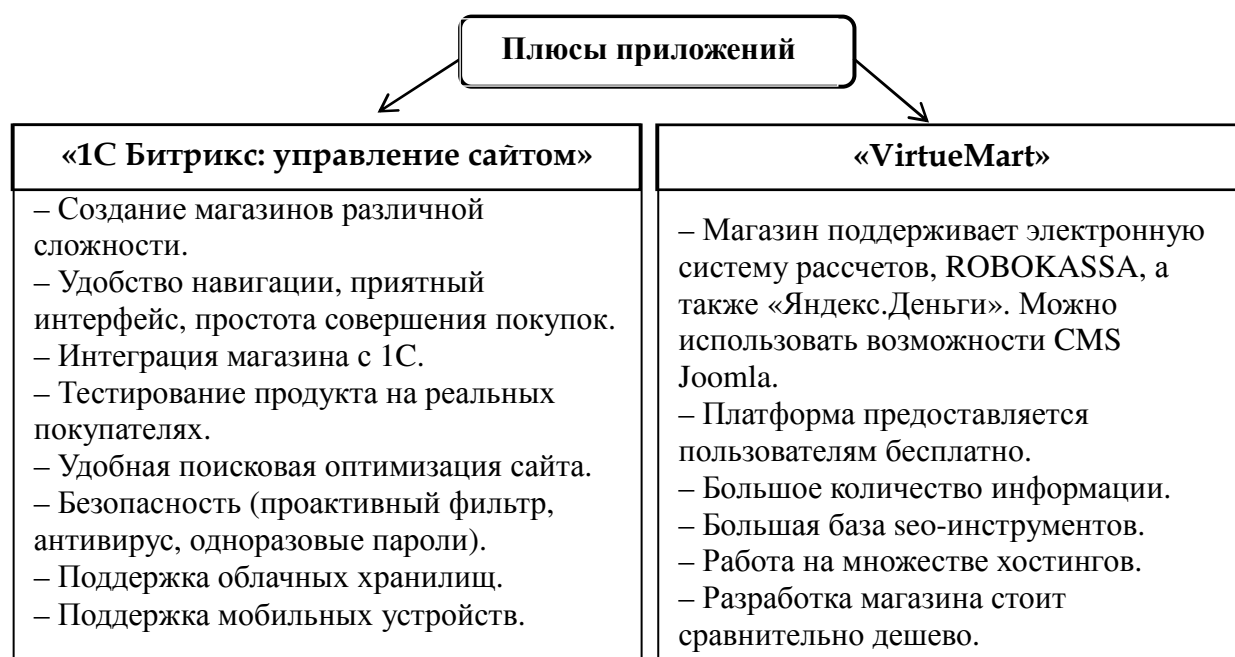 Плюсы приложений
«1С Битрикс: управление сайтом»
– Создание магазинов различной
сложности.
– Удобство навигации, приятный
интерфейс, простота совершения покупок.
– Интеграция магазина с 1С.
– Тестирование продукта на реальных
покупателях.
– Удобная поисковая оптимизация сайта.
– Безопасность (проактивный фильтр,
антивирус, одноразовые пароли).
– Поддержка облачных хранилищ.
– Поддержка мобильных устройств.
«VirtueMart»
– Магазин поддерживает электронную
систему рассчетов, ROBOKASSA, а
также «Яндекс.Деньги». Можно
использовать возможности CMS
Joomla.
– Платформа предоставляется
пользователям бесплатно.
– Большое количество информации.
– Большая база seo-инструментов.
– Работа на множестве хостингов.
– Разработка магазина стоит
сравнительно дешево.